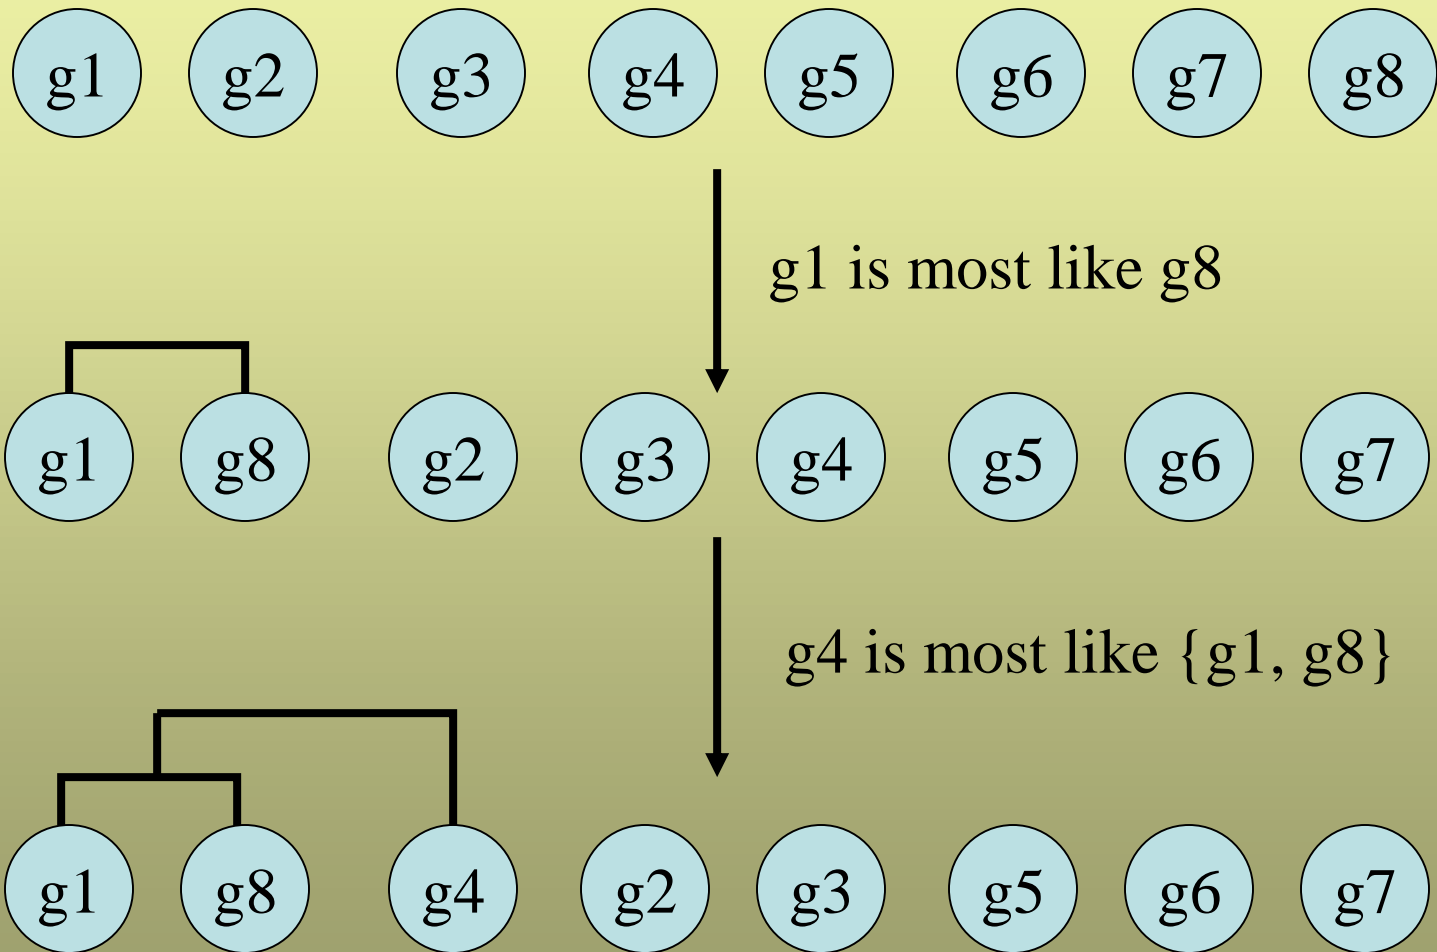 g1 g2 g3 g4 g5 g6 g7 g8
g1 is most like g8
g1 g8 g2 g3 g4 g5 g6 g7
g4 is most like {g1, g8}
g1 g8 g4 g2 g3 g5 g6 g7